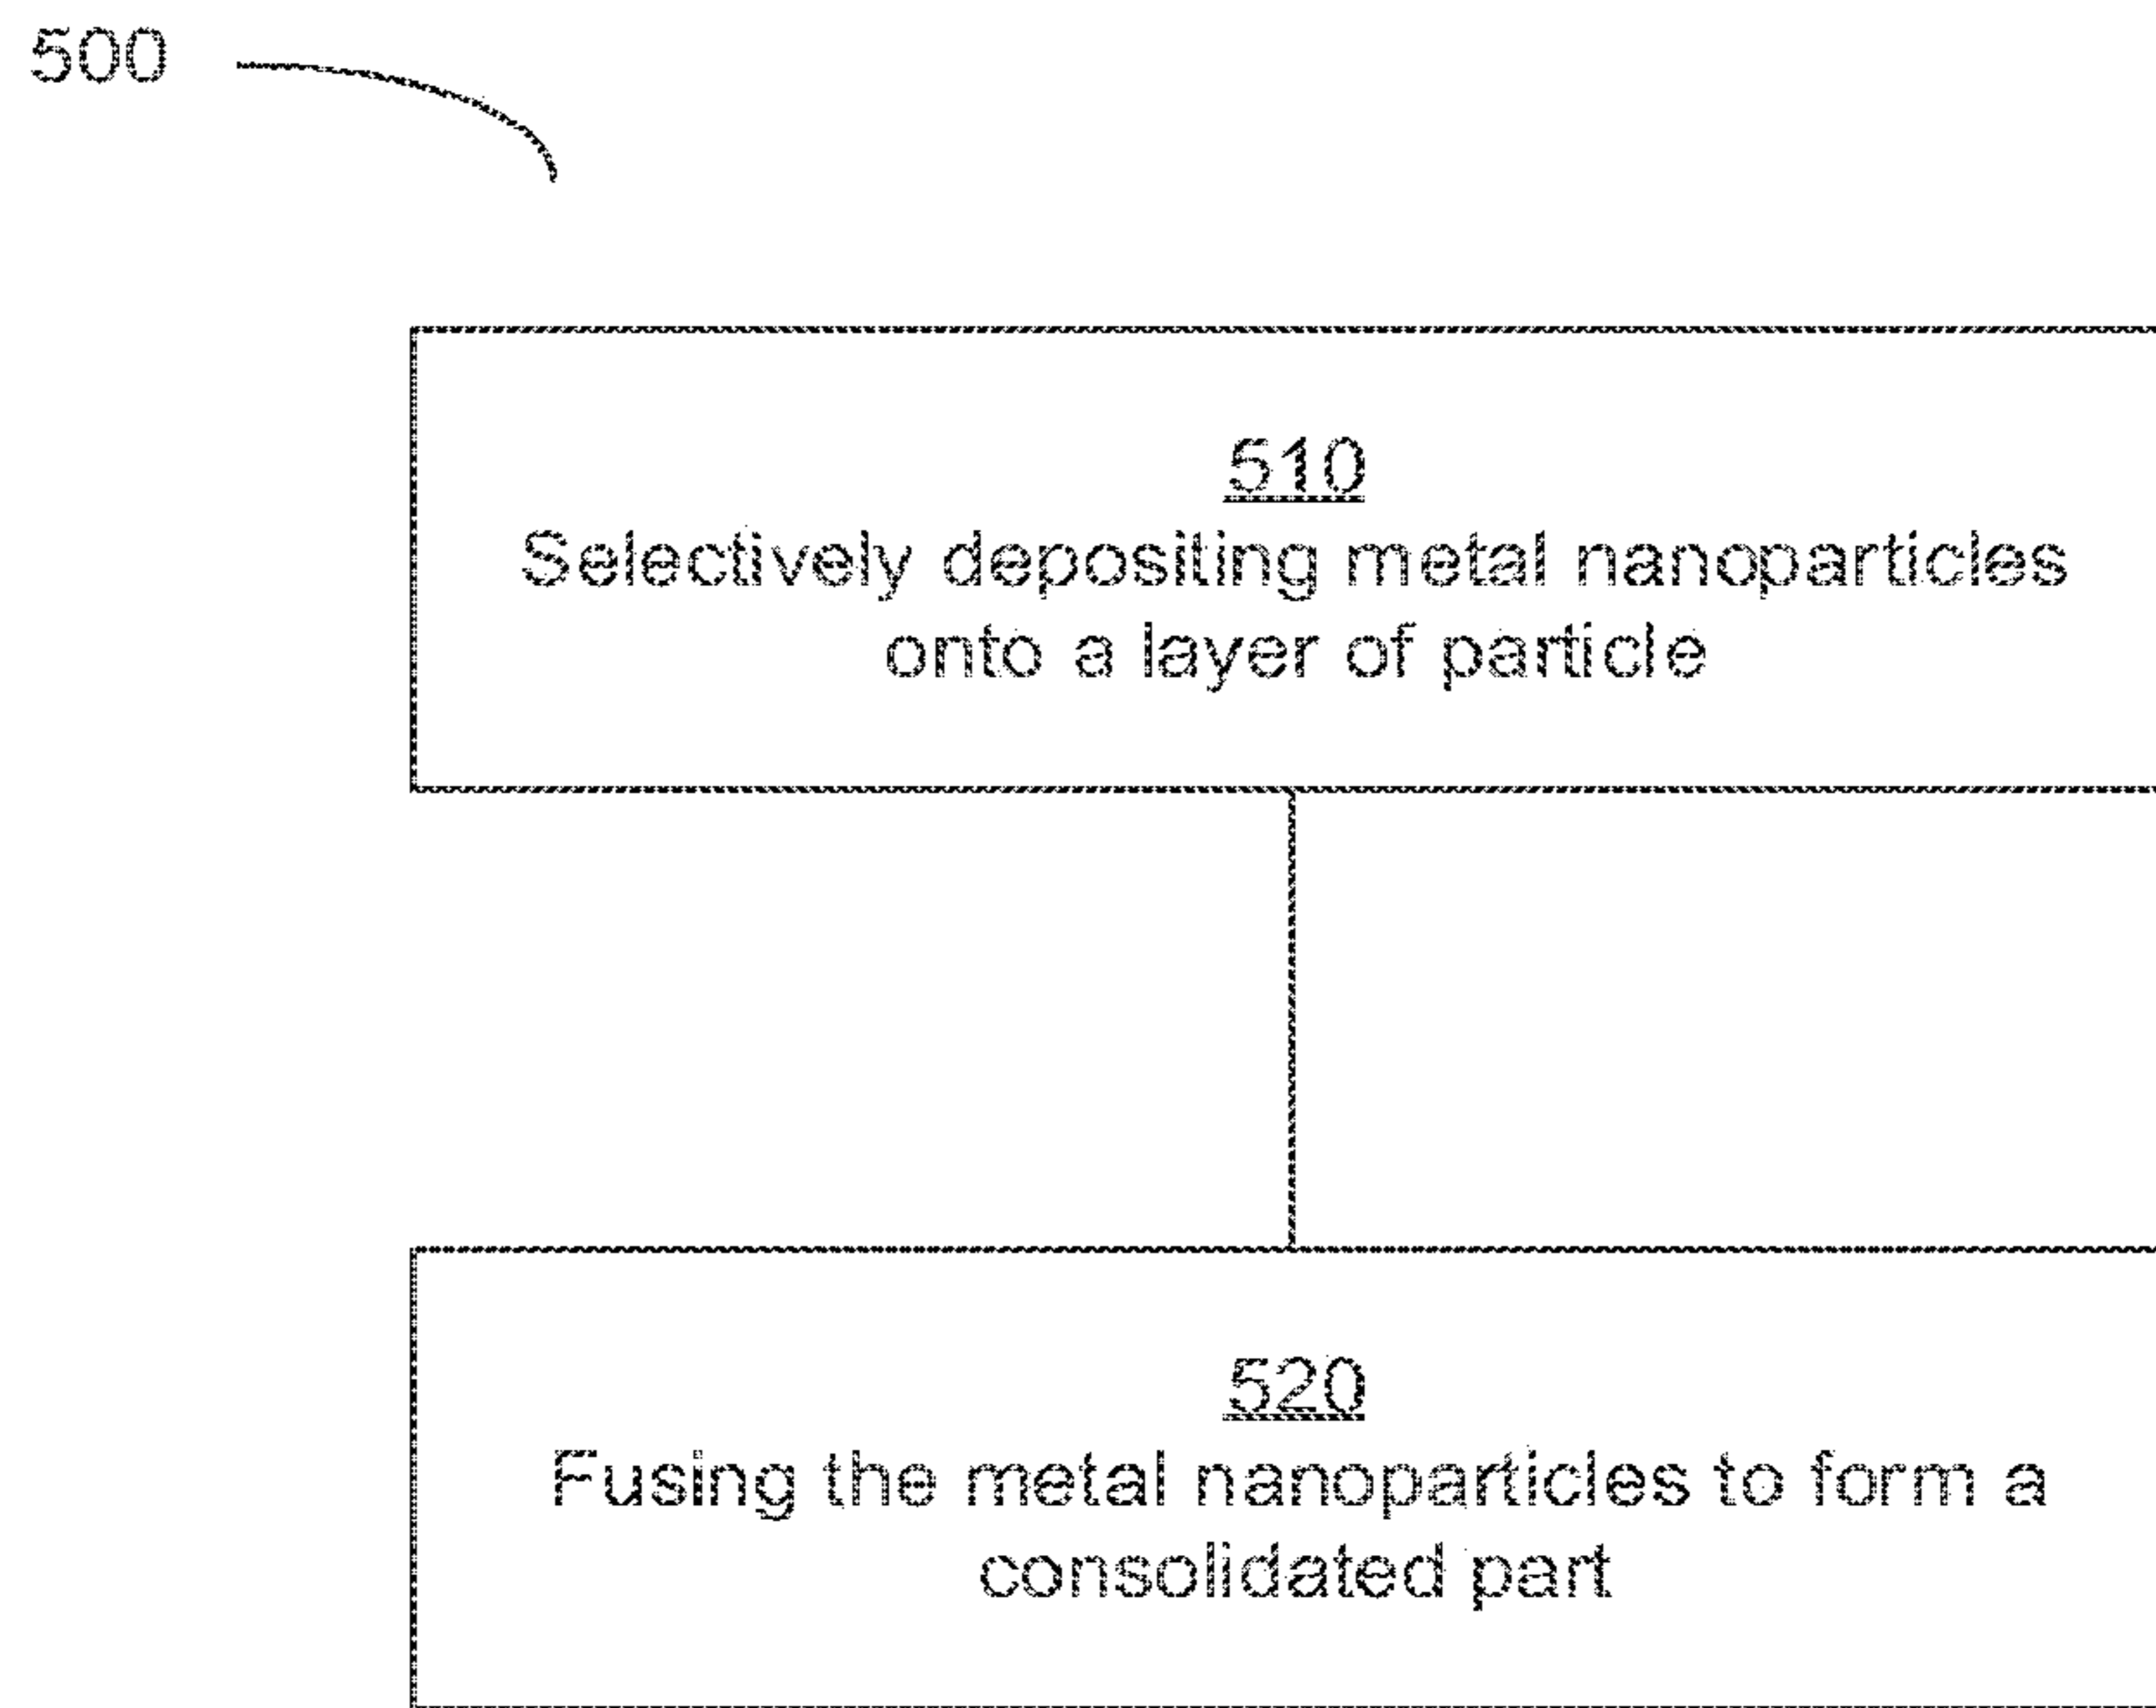 500
510
Selectively depositing metal nanoparticles
onto a layer of particle
520
Fusing the metal nanoparticles to form a
consolidated part